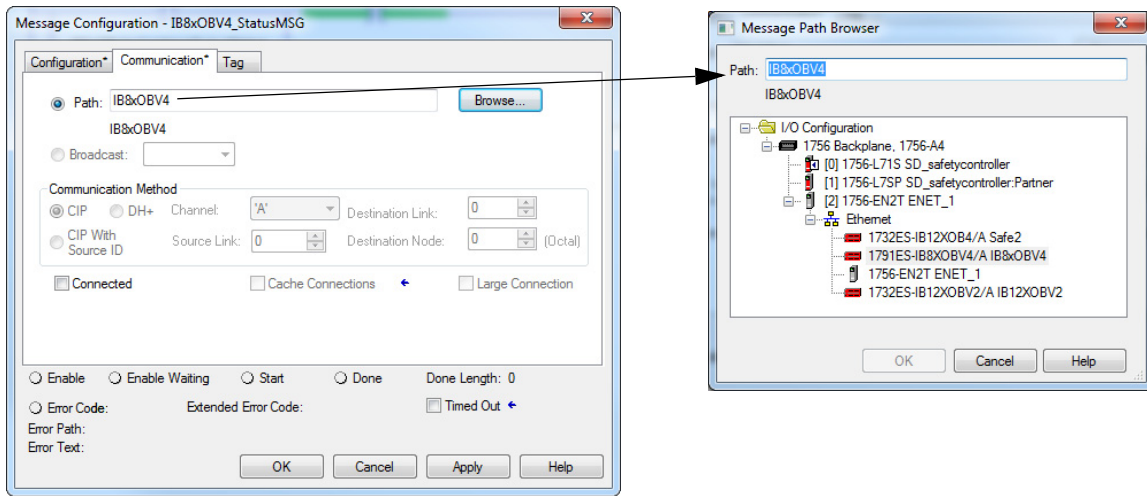 Message Configuration - IB8xOBV4_StatusMSG
Configuration* Communication* Tag
Path: IB8xOBV4 Browse...
IB8xOBV4
Broadcast:
Communication Method
CIP DH+ Channel: 'A' Destination Link: 0
CIP With Source ID Source Link: 0 Destination Node: 0 (Octal)
Connected Cache Connections Large Connection
Enable Enable Waiting Start Done Done Length: 0
Error Code: Extended Error Code: Timed Out
Error Path:
Error Text:
OK Cancel Apply Help
Message Path Browser
Path: IB8xOBV4
IB8xOBV4
I/O Configuration
1756 Backplane, 1756-A4
[0] 1756-L71S SD_safetycontroller
[1] 1756-L7SP SD_safetycontroller:Partner
[2] 1756-EN2T ENET_1
Ethernet
1732ES-IB12XOB4/A Safe2
1791ES-IB8XOBV4/A IB8xOBV4
1756-EN2T ENET_1
1732ES-IB12XOBV2/A IB12XOBV2
OK Cancel Help